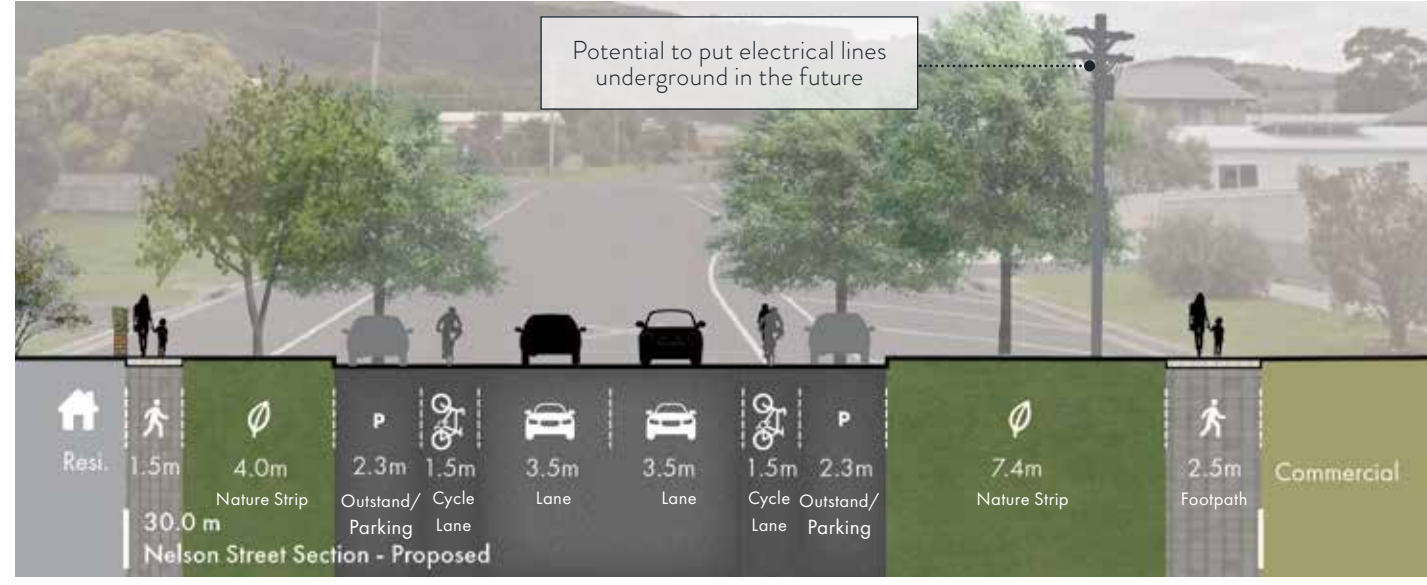 Potential to put electrical lines
underground in the future
Resi.
1.5m
4.0m
Nature Strip
P
2.3m
Outstand/
Parking
1.5m
Cycle
Lane
3.5m
Lane
3.5m
Lane
1.5m
Cycle
Lane
P
2.3m
Outstand/
Parking
7.4m
Nature Strip
2.5m
Footpath
Commercial
30.0 m
Nelson Street Section - Proposed